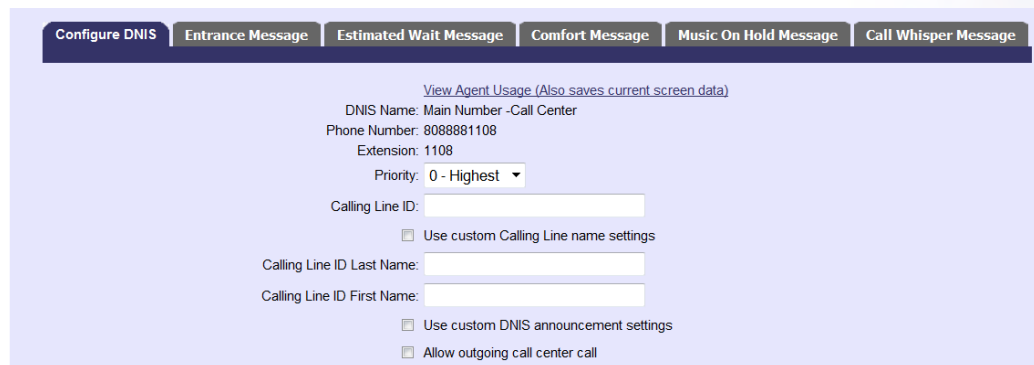 Configure DNIS Entrance Message Estimated Wait Message Comfort Message Music On Hold Message Call Whisper Message
View Agent Usage (Also saves current screen data)
DNIS Name: Main Number -Call Center
Phone Number: 8088881108
Extension: 1108
Priority: 0 - Highest
Calling Line ID:
Use custom Calling Line name settings
Calling Line ID Last Name:
Calling Line ID First Name:
Use custom DNIS announcement settings
Allow outgoing call center call